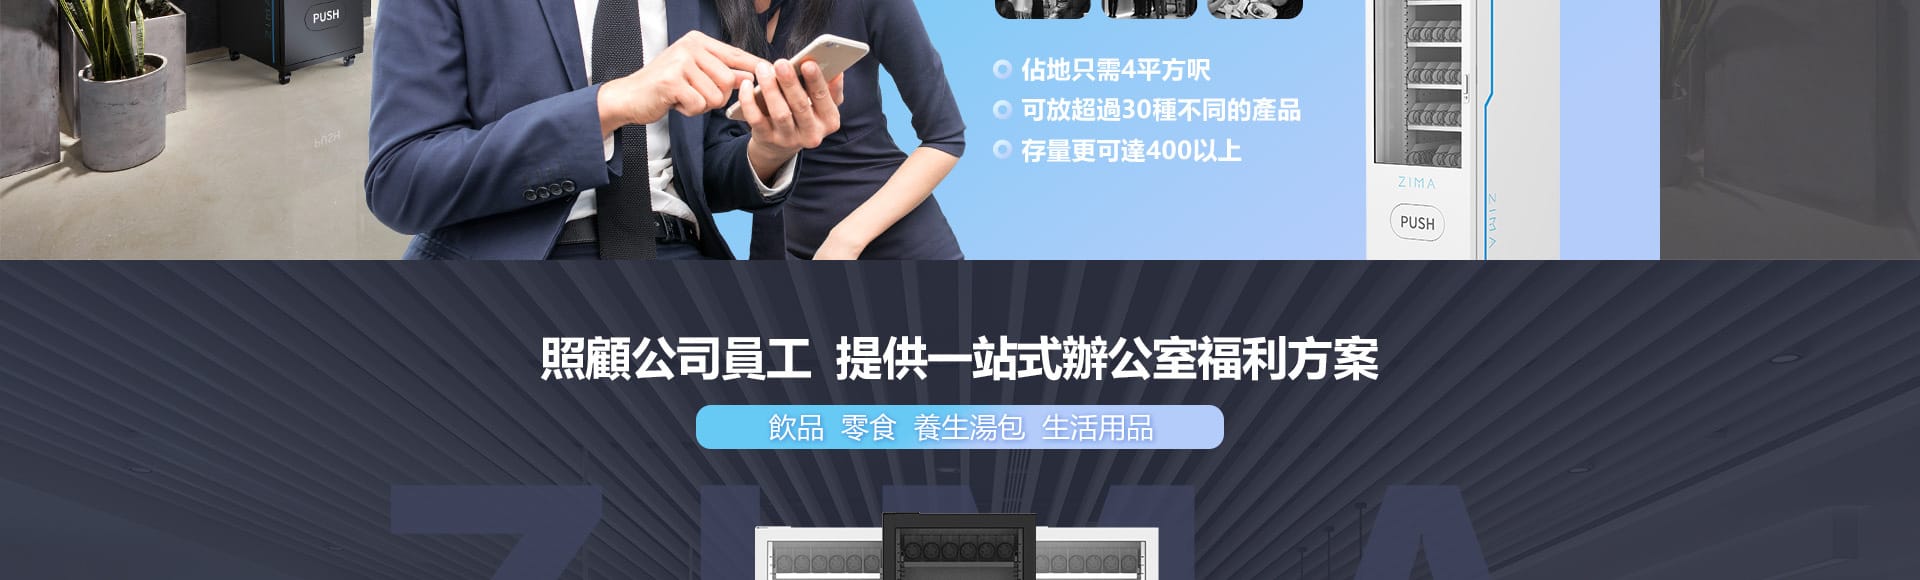 PUSH
佔地只需4平方呎
可放超過30種不同的產品
存量更可達400以上
ZIMA
PUSH
ZIMA
照顧公司員工 提供一站式辦公室福利方案
飲品 零食 養生湯包 生活用品
ZIMA